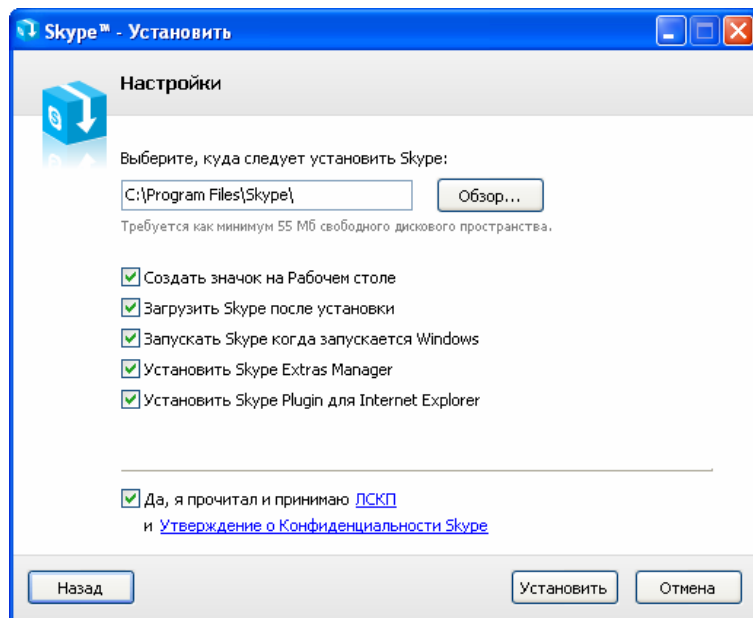 Skype™ - Установить
Настройки
Выберите, куда следует установить Skype:
C:\Program Files\Skype\
Обзор...
Требуется как минимум 55 Мб свободного дискового пространства.
Создать значок на Рабочем столе
Загрузить Skype после установки
Запускать Skype когда запускается Windows
Установить Skype Extras Manager
Установить Skype Plugin для Internet Explorer
Да, я прочитал и принимаю ЛСКП
и Утверждение о Конфиденциальности Skype
Назад
Установить
Отмена